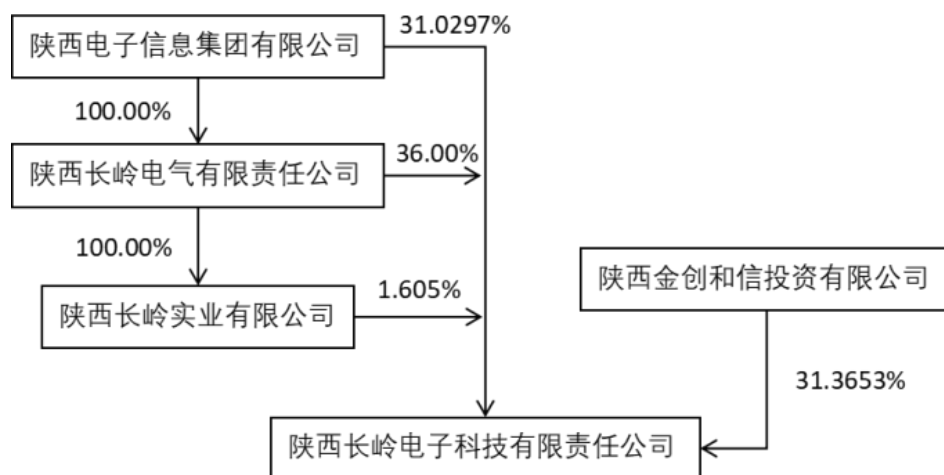 陕西电子信息集团有限公司
31.0297%
100.00%
陕西长岭电气有限责任公司
36.00%
100.00%
陕西长岭实业有限公司
1.605%
陕西金创和信投资有限公司
31.3653%
陕西长岭电子科技有限责任公司